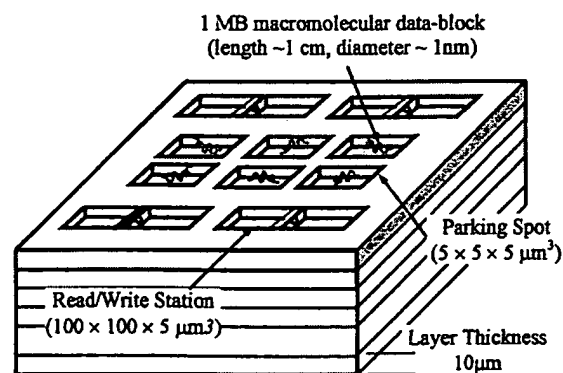 1 MB macromolecular data-block
(length ~1 cm, diameter ~ 1nm)
Parking Spot
(5 × 5 × 5 μm³)
Read/Write Station
(100 × 100 × 5 μm3)
Layer Thickness
10μm